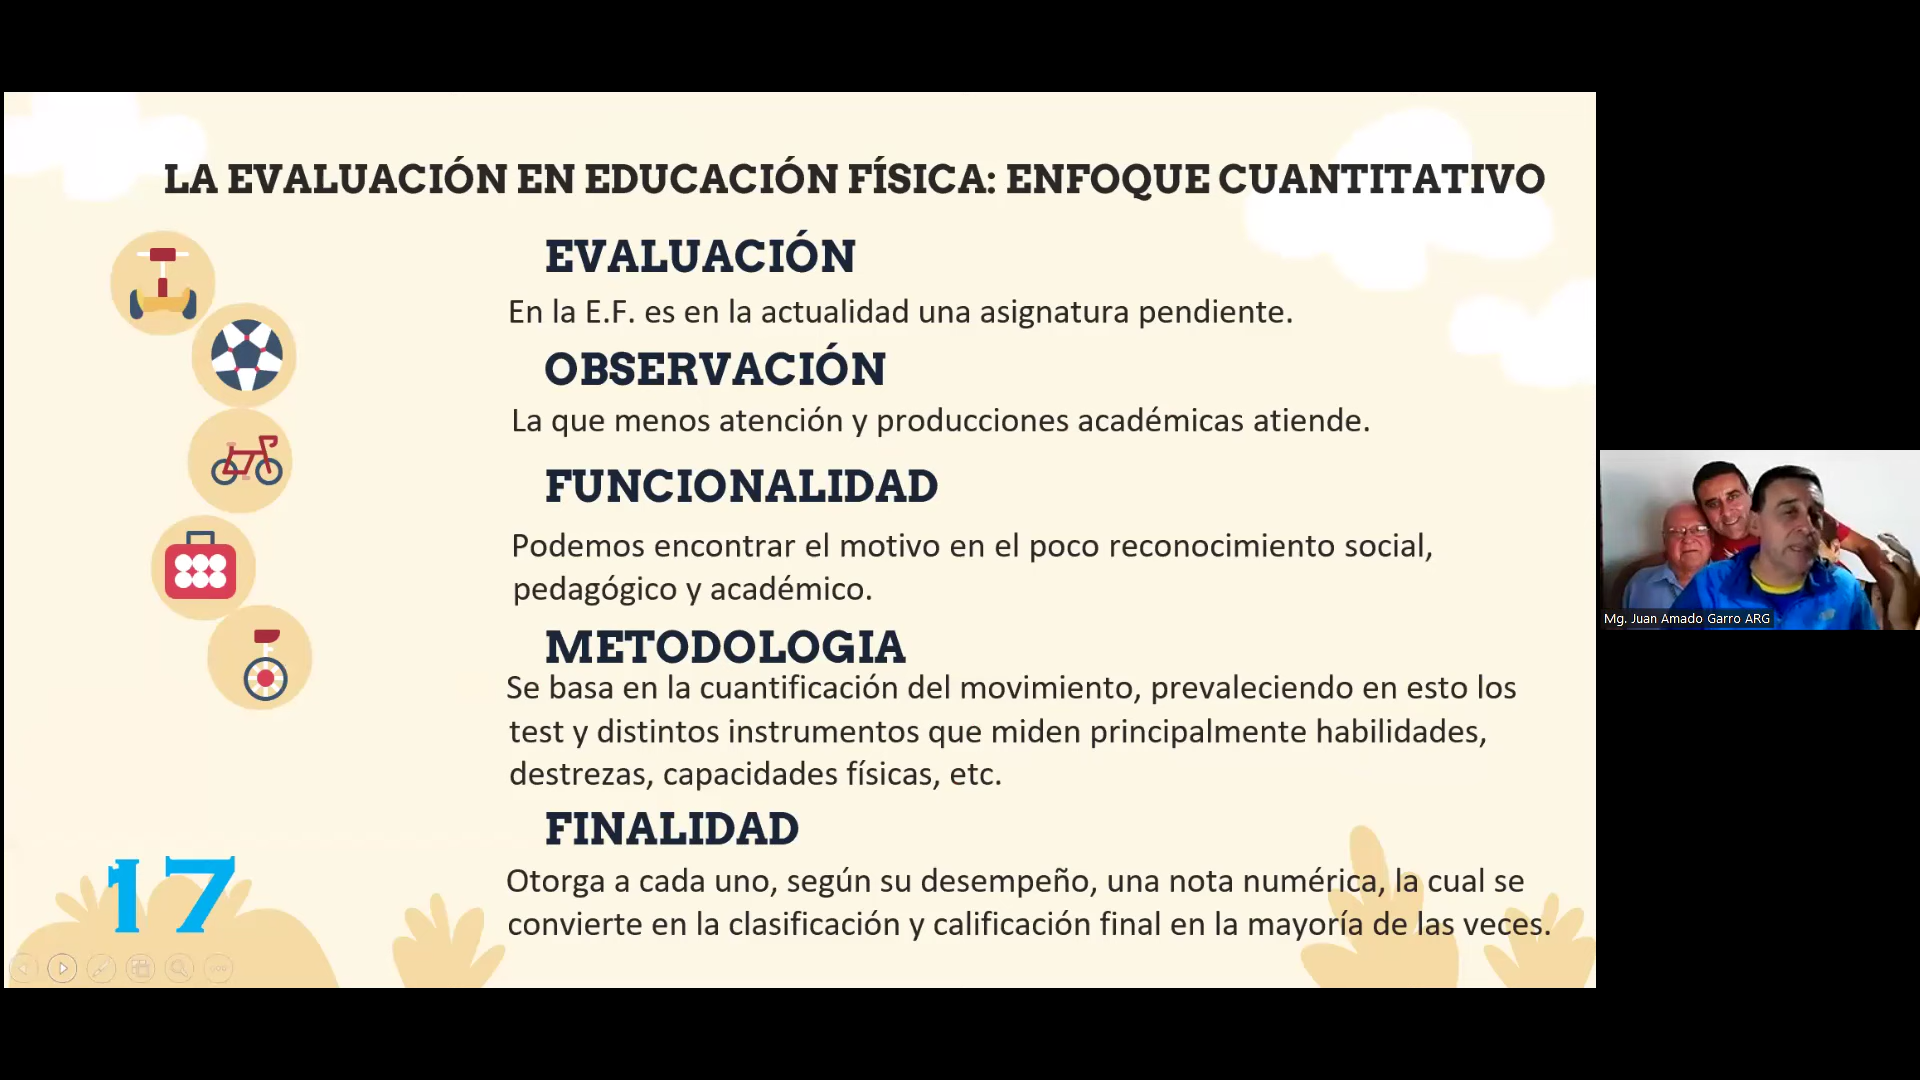 LA EVALUACIÓN EN EDUCACIÓN FÍSICA: ENFOQUE CUANTITATIVO
EVALUACIÓN
En la E.F. es en la actualidad una asignatura pendiente.
OBSERVACIÓN
La que menos atención y producciones académicas atiende.
FUNCIONALIDAD
Podemos encontrar el motivo en el poco reconocimiento social,
pedagógico y académico.
METODOLOGIA
Se basa en la cuantificación del movimiento, prevaleciendo en esto los
test y distintos instrumentos que miden principalmente habilidades,
destrezas, capacidades físicas, etc.
FINALIDAD
Otorga a cada uno, según su desempeño, una nota numérica, la cual se
convierte en la clasificación y calificación final en la mayoría de las veces.
17
Mg. Juan Amado Garro ARG